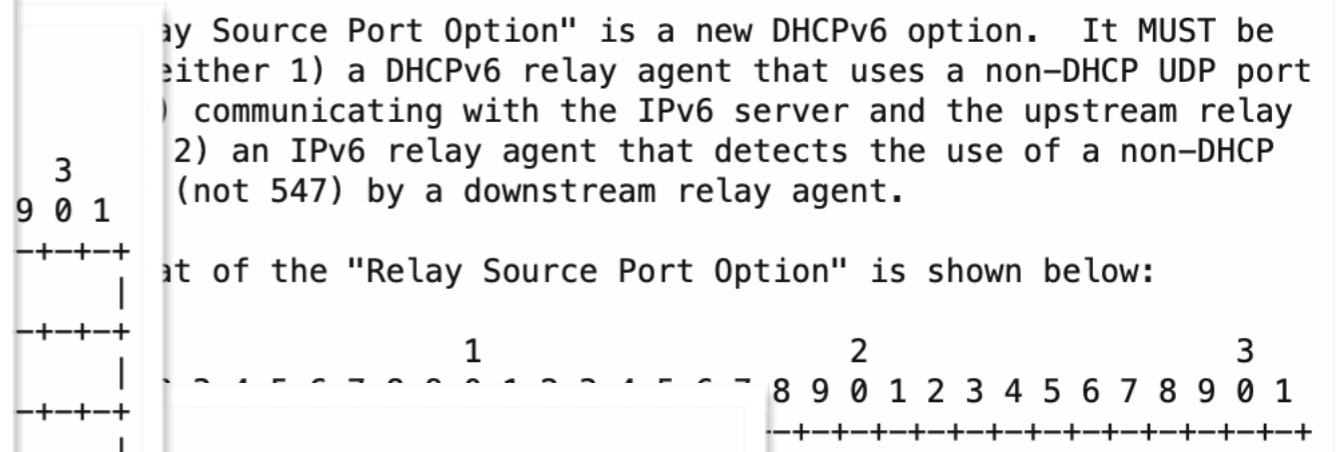 Source Port Option" is a new DHCPv6 option.  It MUST be
either 1) a DHCPv6 relay agent that uses a non-DHCP UDP port
) communicating with the IPv6 server and the upstream relay
2) an IPv6 relay agent that detects the use of a non-DHCP
(not 547) by a downstream relay agent.
of the "Relay Source Port Option" is shown below:
1 2 3
8 9 0 1 2 3 4 5 6 7 8 9 0 1
-+-+-+-+-+-+-+-+-+-+-+-+-+-+
3
9 0 1
-+-+-+
|
-+-+-+
|
-+-+-+
|